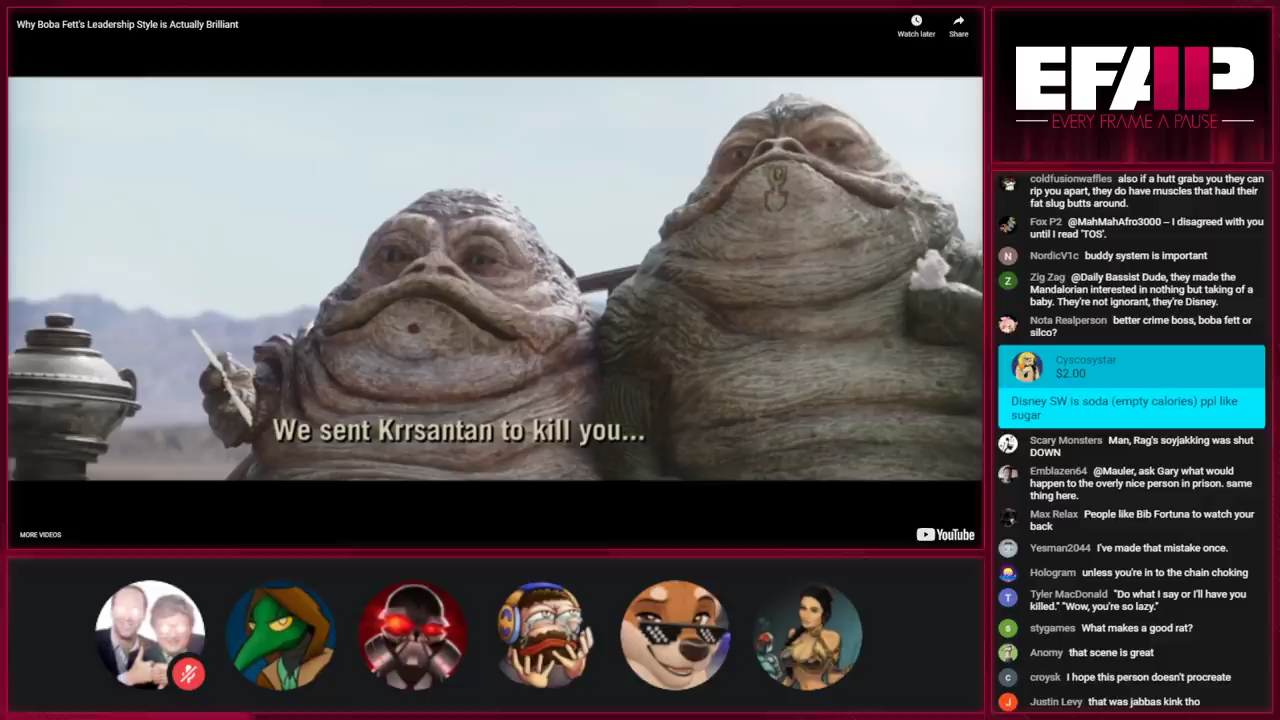 Why Boba Fett's Leadership Style is Actually Brilliant
Watch later
Share
We sent Krrsantan to kill you...
MORE VIDEOS
YouTube
EFAP
EVERY FRAME A PAUSE
coldfusionwaffles also if a hutt grabs you they can
rip you apart, they do have muscles that haul their
fat slug butts around.
Fox P2 @MahMahAfro3000 – I disagreed with you
until I read 'TOS'.
N
NordicV1c buddy system is important
Z
Zig Zag @Daily Bassist Dude, they made the
Mandalorian interested in nothing but taking of a
baby. They're not ignorant, they're Disney.
Nota Realperson better crime boss, boba fett or
silco?
Cyscosystar
$2.00
Disney SW is soda (empty calories) ppl like
sugar
Scary Monsters Man, Rag's soyjakking was shut
DOWN
Emblazen64 @Mauler, ask Gary what would
happen to the overly nice person in prison. same
thing here.
Max Relax People like Bib Fortuna to watch your
back
Yesman2044 I've made that mistake once.
Hologram unless you're in to the chain choking
T
Tyler MacDonald "Do what I say or I'll have you
killed." "Wow, you're so lazy."
s
stygames What makes a good rat?
Anomy that scene is great
c
croysk I hope this person doesn't procreate
J
Justin Levy that was jabbas kink tho